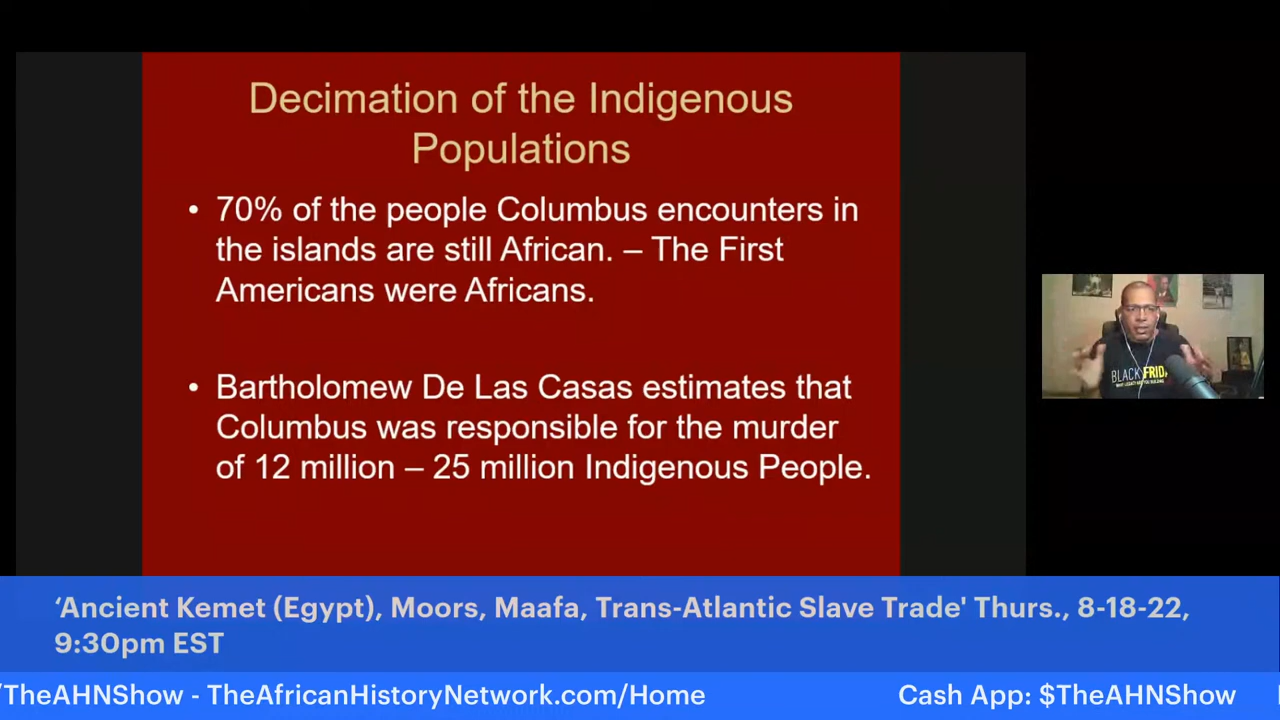 Decimation of the Indigenous
Populations
• 70% of the people Columbus encounters in
the islands are still African. – The First
Americans were Africans.
• Bartholomew De Las Casas estimates that
Columbus was responsible for the murder
of 12 million – 25 million Indigenous People.
BLACK FRID
‘Ancient Kemet (Egypt), Moors, Maafa, Trans-Atlantic Slave Trade' Thurs., 8-18-22,
9:30pm EST
/TheAHNShow - TheAfricanHistoryNetwork.com/Home
Cash App: $TheAHNShow